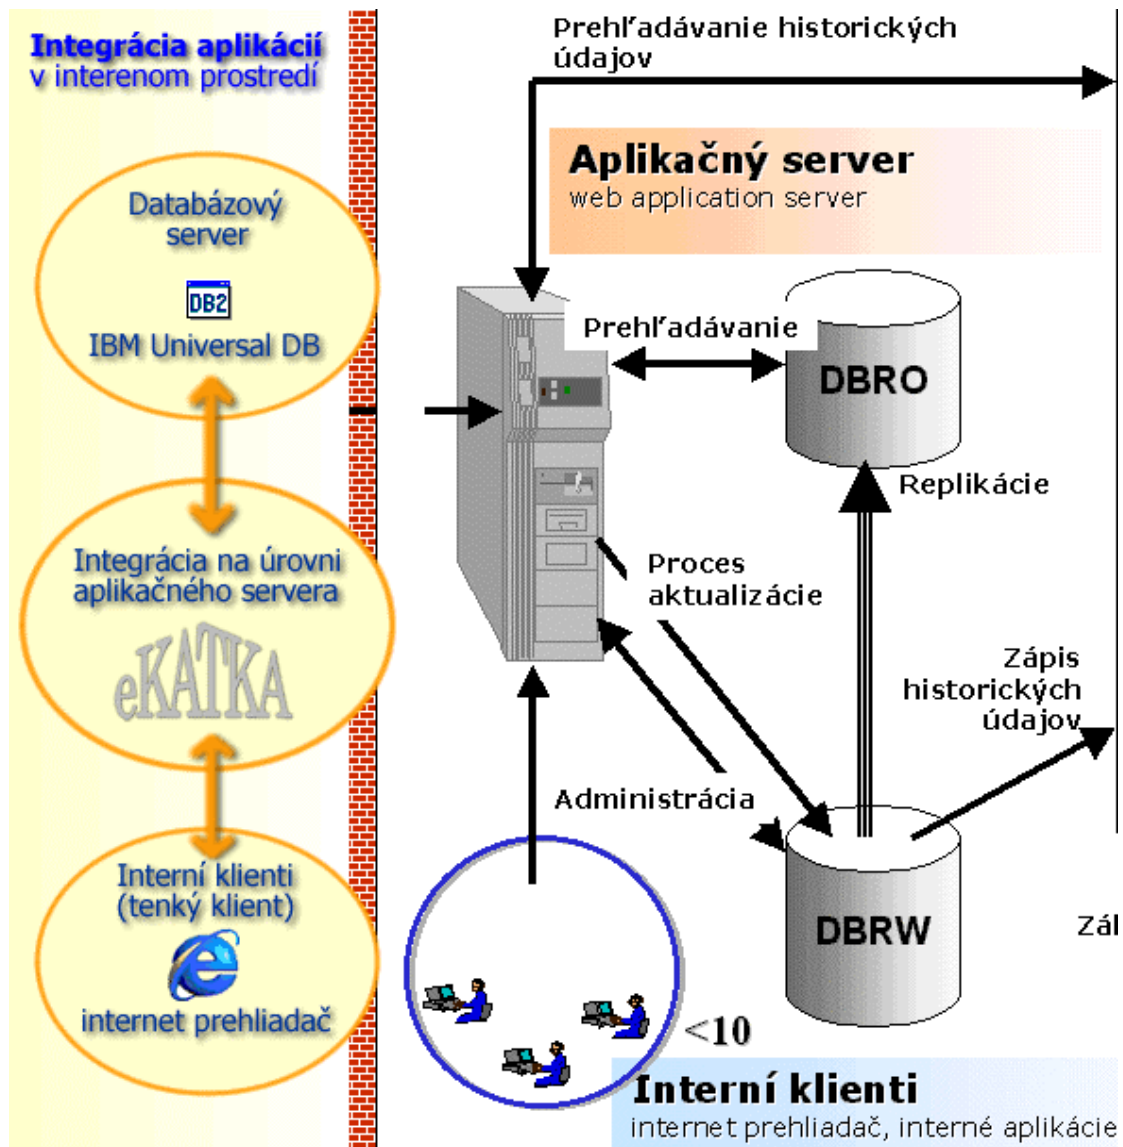 Integrácia aplikácií
v interenom prostredí
Databázový
server
DB2
IBM Universal DB
Integrácia na úrovni
aplikačného servera
eKATKA
Interní klienti
(tenký klient)
internet prehliadač
Prehľadávanie historických
údajov
Aplikačný server
web application server
Prehľadávanie
DBRO
Replikácie
Proces
aktualizácie
Zápis
historických
údajov
Administrácia
DBRW
<10
Interní klienti
internet prehliadač, interné aplikácie